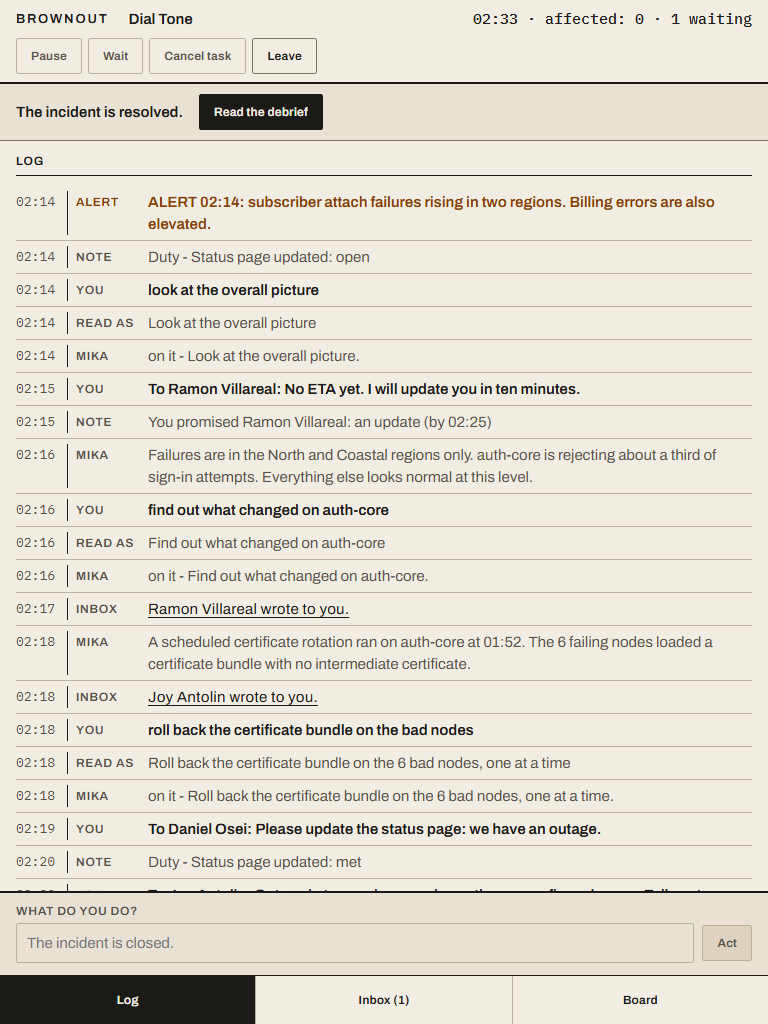 BROWNOUT Dial Tone 02:33 · affected: 0 · 1 waiting
Pause Wait Cancel task Leave
The incident is resolved. Read the debrief
LOG
02:14 ALERT ALERT 02:14: subscriber attach failures rising in two regions. Billing errors are also
elevated.
02:14 NOTE Duty - Status page updated: open
02:14 YOU look at the overall picture
02:14 READ AS Look at the overall picture
02:14 MIKA on it - Look at the overall picture.
02:15 YOU To Ramon Villareal: No ETA yet. I will update you in ten minutes.
02:15 NOTE You promised Ramon Villareal: an update (by 02:25)
02:16 MIKA Failures are in the North and Coastal regions only. auth-core is rejecting about a third of
sign-in attempts. Everything else looks normal at this level.
02:16 YOU find out what changed on auth-core
02:16 READ AS Find out what changed on auth-core
02:16 MIKA on it - Find out what changed on auth-core.
02:17 INBOX Ramon Villareal wrote to you.
02:18 MIKA A scheduled certificate rotation ran on auth-core at 01:52. The 6 failing nodes loaded a
certificate bundle with no intermediate certificate.
02:18 INBOX Joy Antolin wrote to you.
02:18 YOU roll back the certificate bundle on the bad nodes
02:18 READ AS Roll back the certificate bundle on the 6 bad nodes, one at a time
02:18 MIKA on it - Roll back the certificate bundle on the 6 bad nodes, one at a time.
02:19 YOU To Daniel Osei: Please update the status page: we have an outage.
02:20 NOTE Duty - Status page updated: met
WHAT DO YOU DO?
The incident is closed. Act
Log Inbox (1) Board